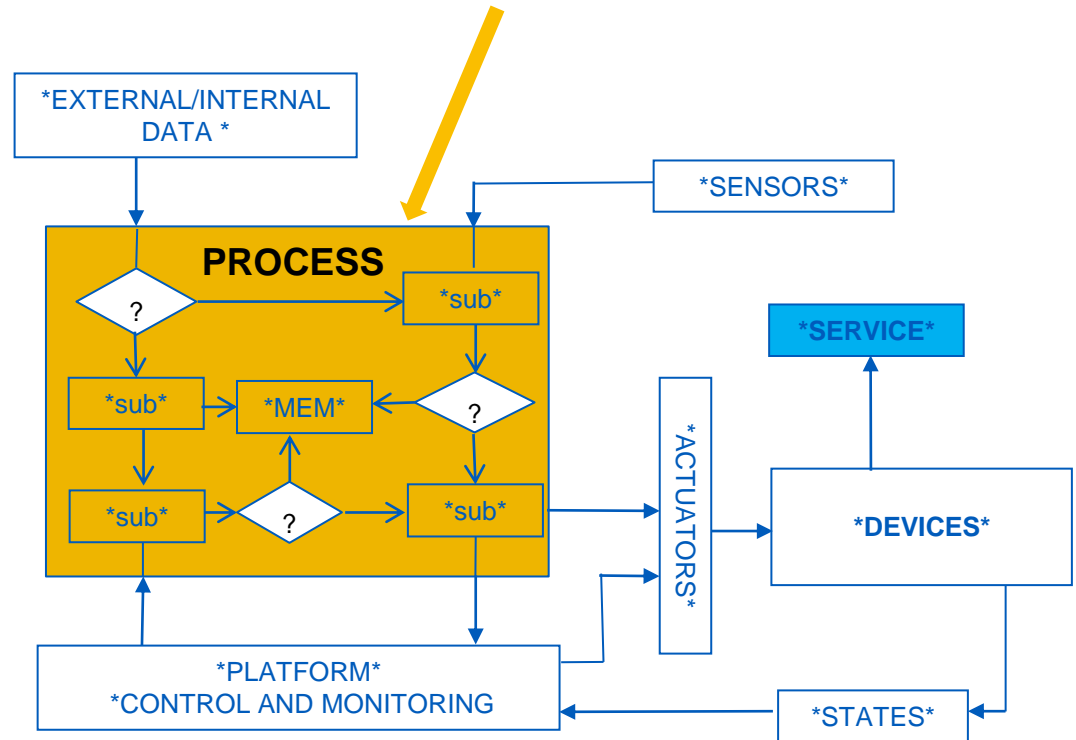 *EXTERNAL/INTERNAL
DATA *
*SENSORS*
PROCESS
?
*sub*
*SERVICE*
*sub*
*MEM*
?
*ACTUATORS*
*sub*
?
*sub*
*DEVICES*
*PLATFORM*
*CONTROL AND MONITORING
*STATES*